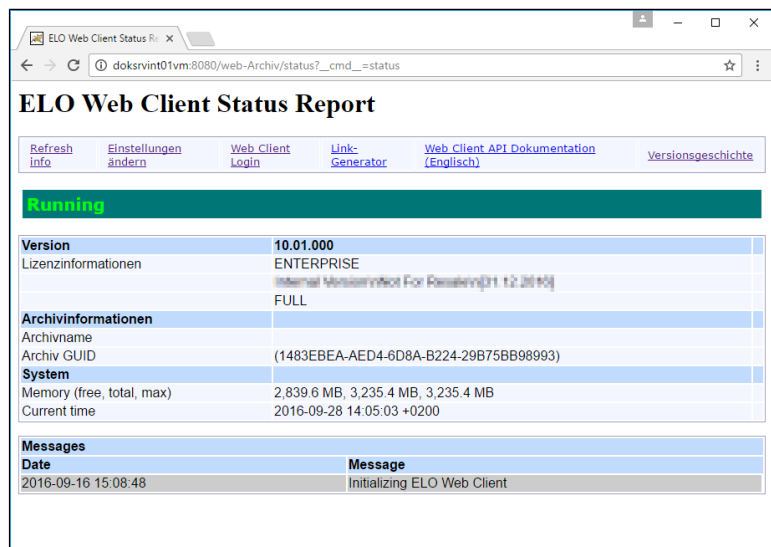 ELO Web Client Status Re
doksrvint01vm:8080/web-Archiv/status?__cmd__=status
ELO Web Client Status Report
Refresh info Einstellungen ändern Web Client Login Link-Generator Web Client API Dokumentation (Englisch) Versionsgeschichte
Running
Version 10.01.000
Lizenzinformationen ENTERPRISE
FULL
Archivinformationen
Archivname
Archiv GUID (1483EBEA-AED4-6D8A-B224-29B75BB98993)
System
Memory (free, total, max) 2,839.6 MB, 3,235.4 MB, 3,235.4 MB
Current time 2016-09-28 14:05:03 +0200
Messages
Date Message
2016-09-16 15:08:48 Initializing ELO Web Client